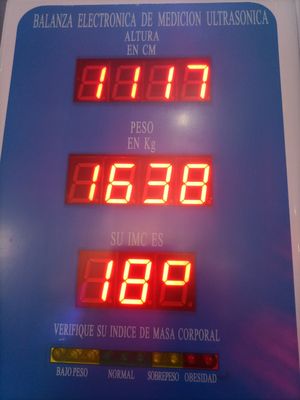 BALANZA ELECTRONICA DE MEDICION ULTRASONICA
ALTURA
EN CM
1117
PESO
EN Kg
1638
SU IMC ES
18º
VERIFIQUE SU INDICE DE MASA CORPORAL
BAJO PESO NORMAL SOBREPESO OBESIDAD